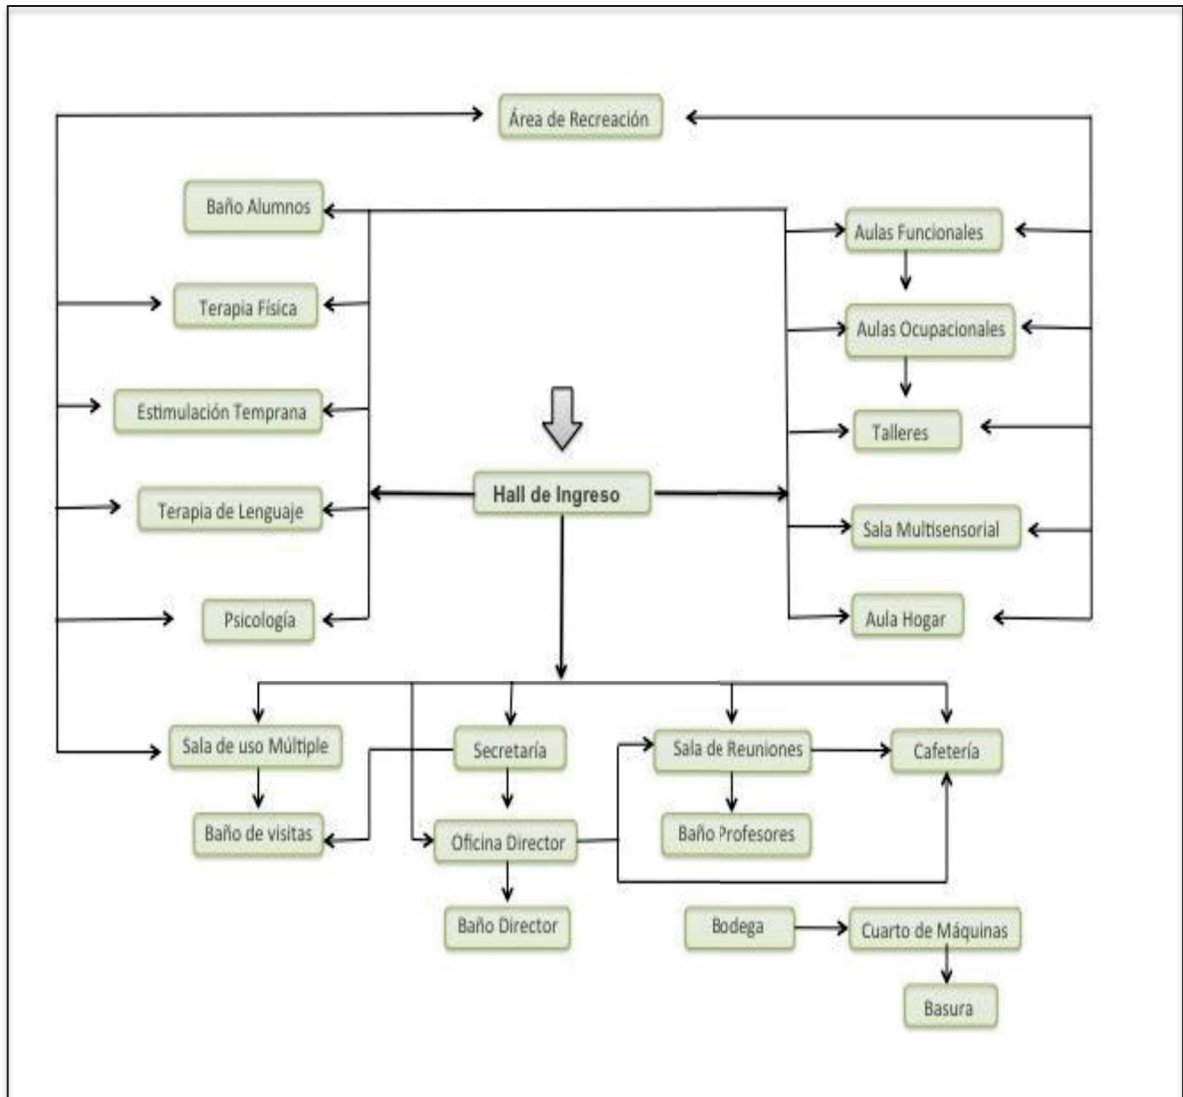 Área de Recreación
Baño Alumnos
Aulas Funcionales
Terapia Física
Aulas Ocupacionales
Estimulación Temprana
Talleres
Hall de Ingreso
Terapia de Lenguaje
Sala Multisensorial
Psicología
Aula Hogar
Sala de uso Múltiple
Secretaría
Sala de Reuniones
Cafetería
Baño de visitas
Oficina Director
Baño Profesores
Baño Director
Bodega
Cuarto de Máquinas
Basura